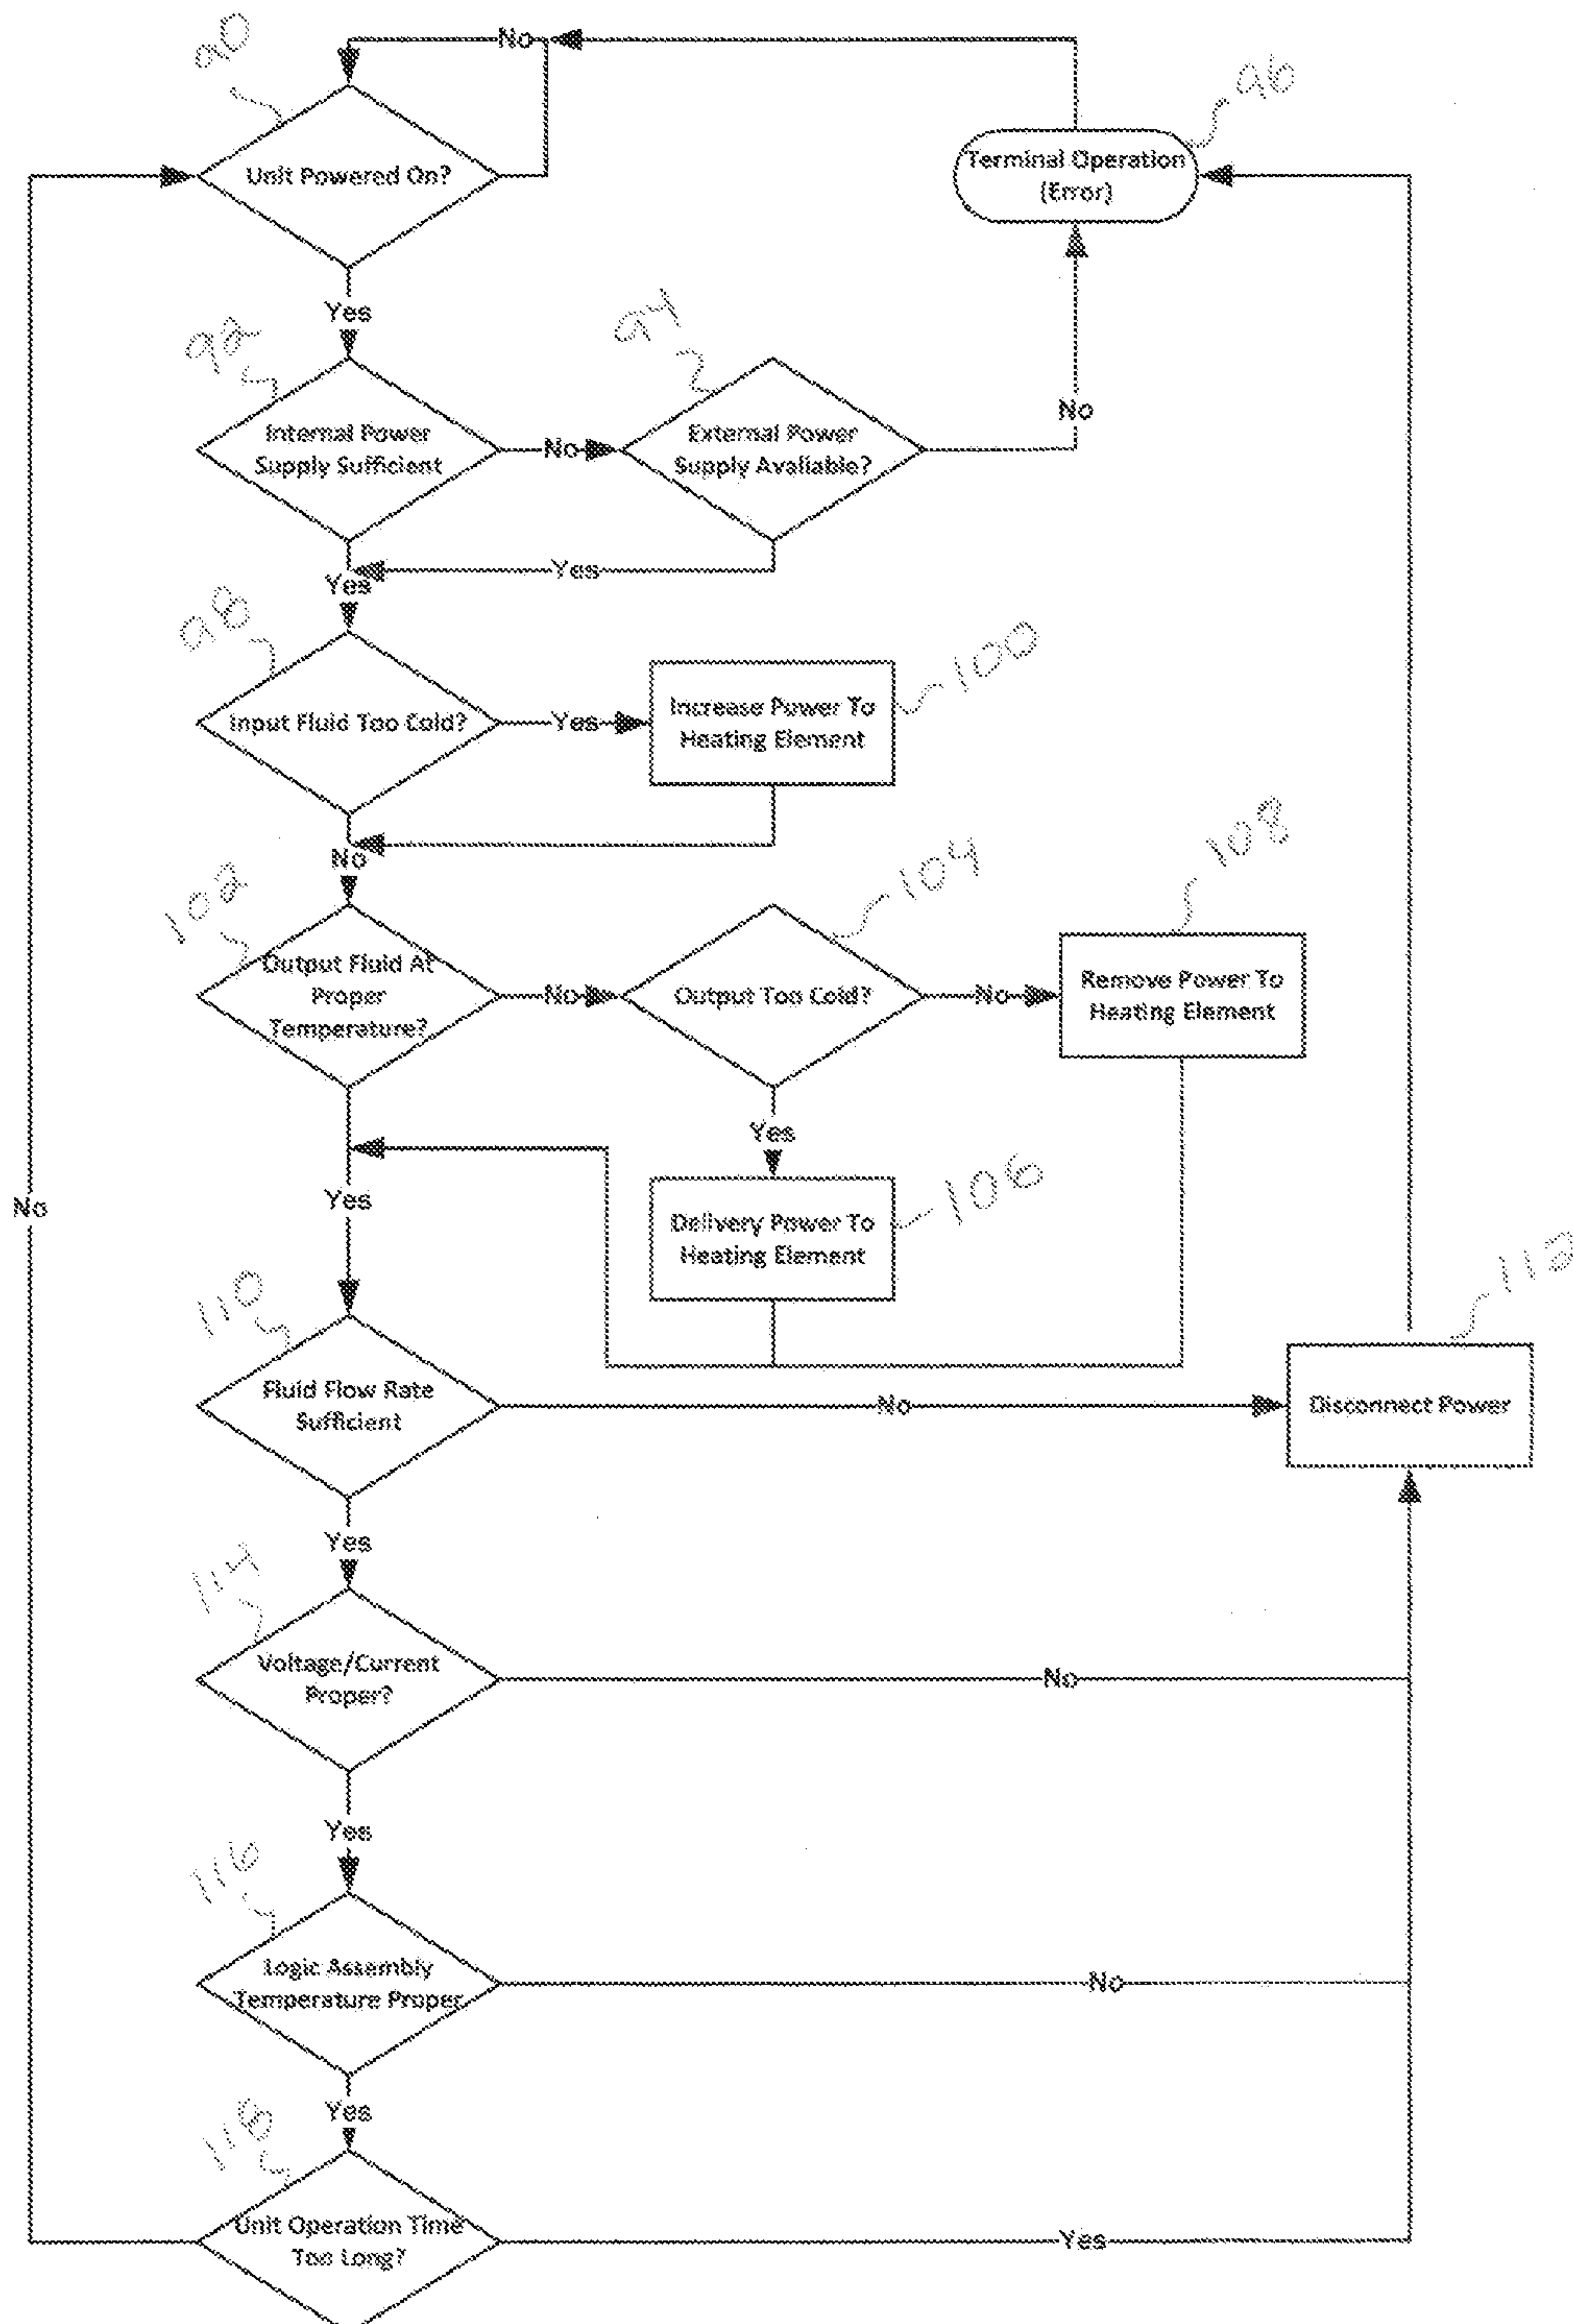 No
90
96
Unit Powered On?
Terminal Operation
(Error)
Yes
92
94
Internal Power
Supply Sufficient
No
External Power
Supply Avaliable?
No
Yes
Yes
98
100
Input Fluid Too Cold?
Yes
Increase Power To
Heating Element
No
102
104
108
Output Fluid At
Proper
Temperature?
No
Output Too Cold?
No
Remove Power To
Heating Element
Yes
No
Yes
106
Delivery Power To
Heating Element
110
112
Fluid Flow Rate
Sufficient
No
Disconnect Power
Yes
114
Voltage/Current
Proper?
No
Yes
116
Logic Assembly
Temperature Proper
No
Yes
118
Unit Operation Time
Too Long?
Yes